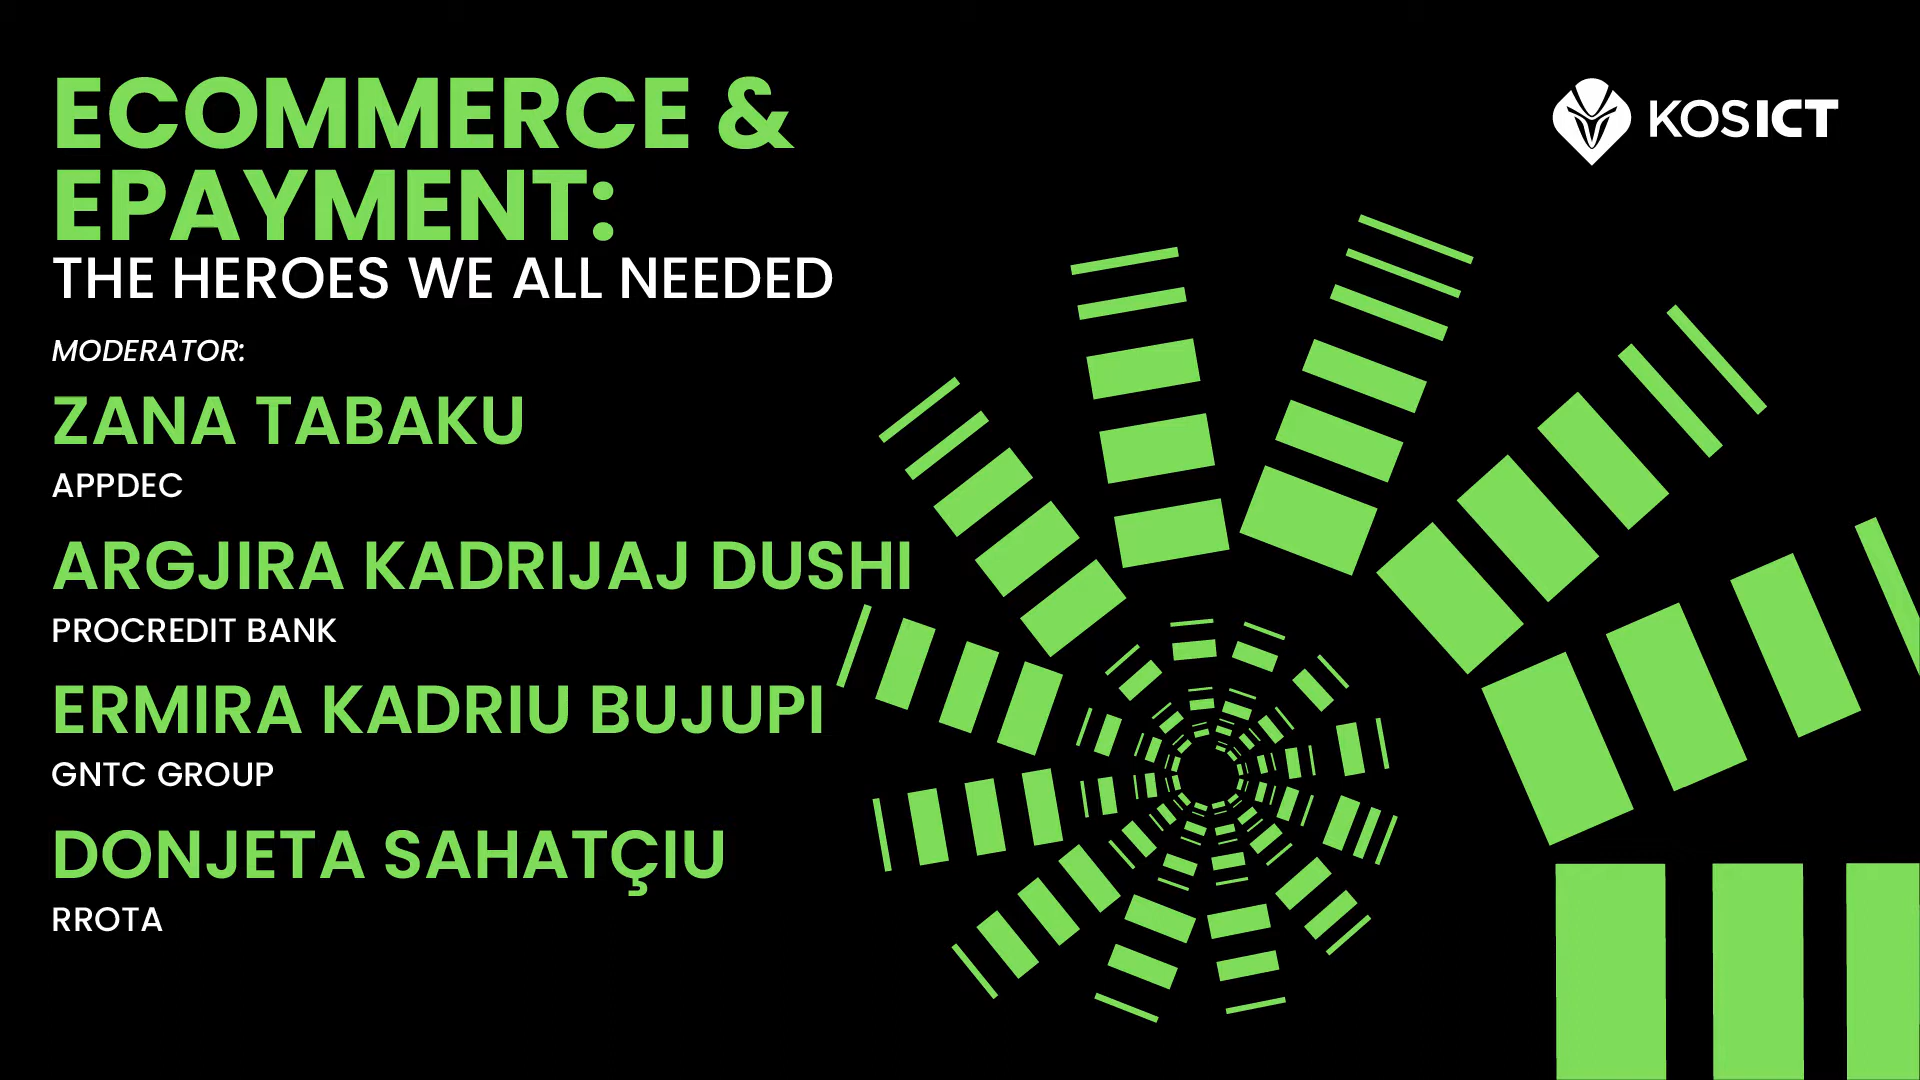 ECOMMERCE &
EPAYMENT:
THE HEROES WE ALL NEEDED
MODERATOR:
ZANA TABAKU
APPDEC
ARGJIRA KADRIJAJ DUSHI
PROCREDIT BANK
ERMIRA KADRIU BUJUPI
GNTC GROUP
DONJETA SAHATÇIU
RROTA
KOSICT